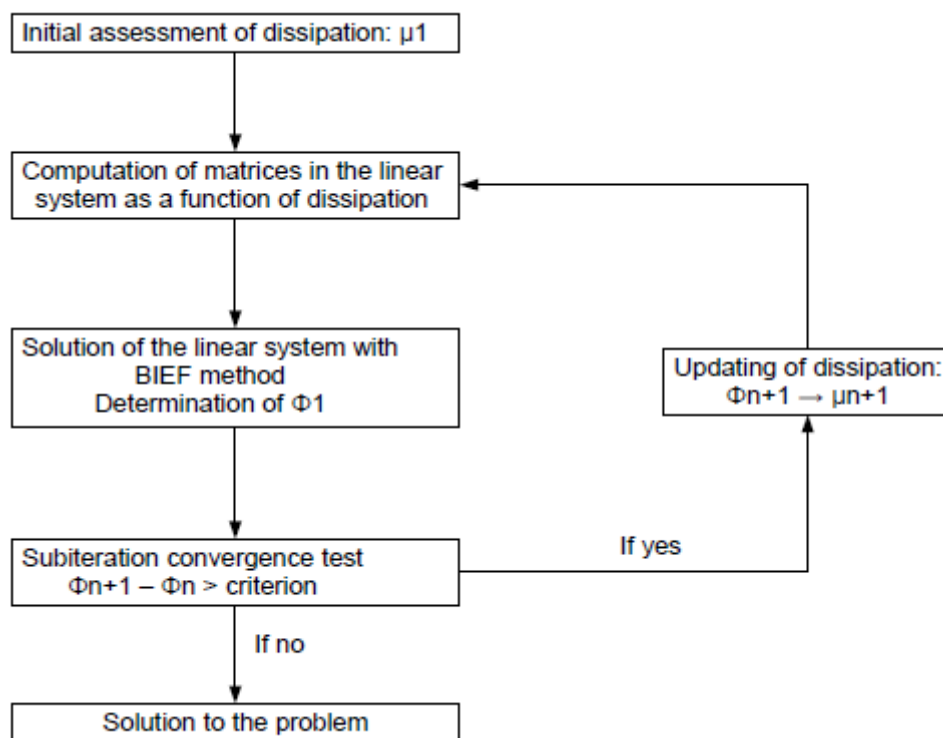 Initial assessment of dissipation: μ1
Computation of matrices in the linear
system as a function of dissipation
Solution of the linear system with
BIEF method
Determination of Φ1
Updating of dissipation:
Φn+1 → μn+1
Subiteration convergence test
Φn+1 – Φn > criterion
If yes
If no
Solution to the problem